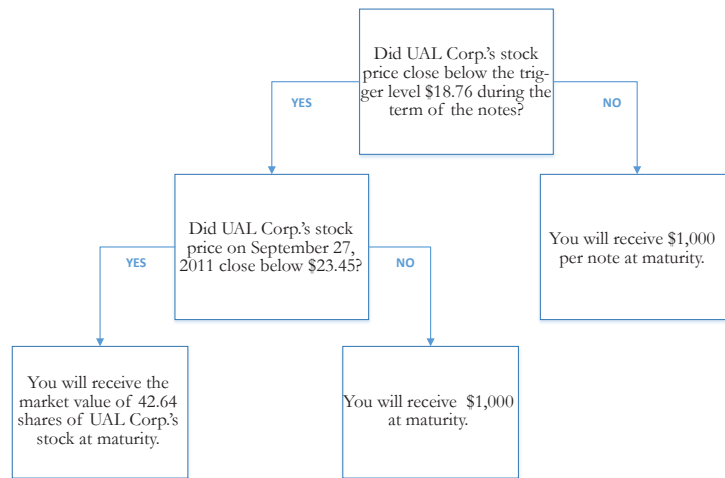 Did UAL Corp.'s stock
price close below the trig-
ger level $18.76 during the
term of the notes?
YES
NO
Did UAL Corp.'s stock
price on September 27,
2011 close below $23.45?
You will receive $1,000
per note at maturity.
YES
NO
You will receive the
market value of 42.64
shares of UAL Corp.'s
stock at maturity.
You will receive $1,000
at maturity.